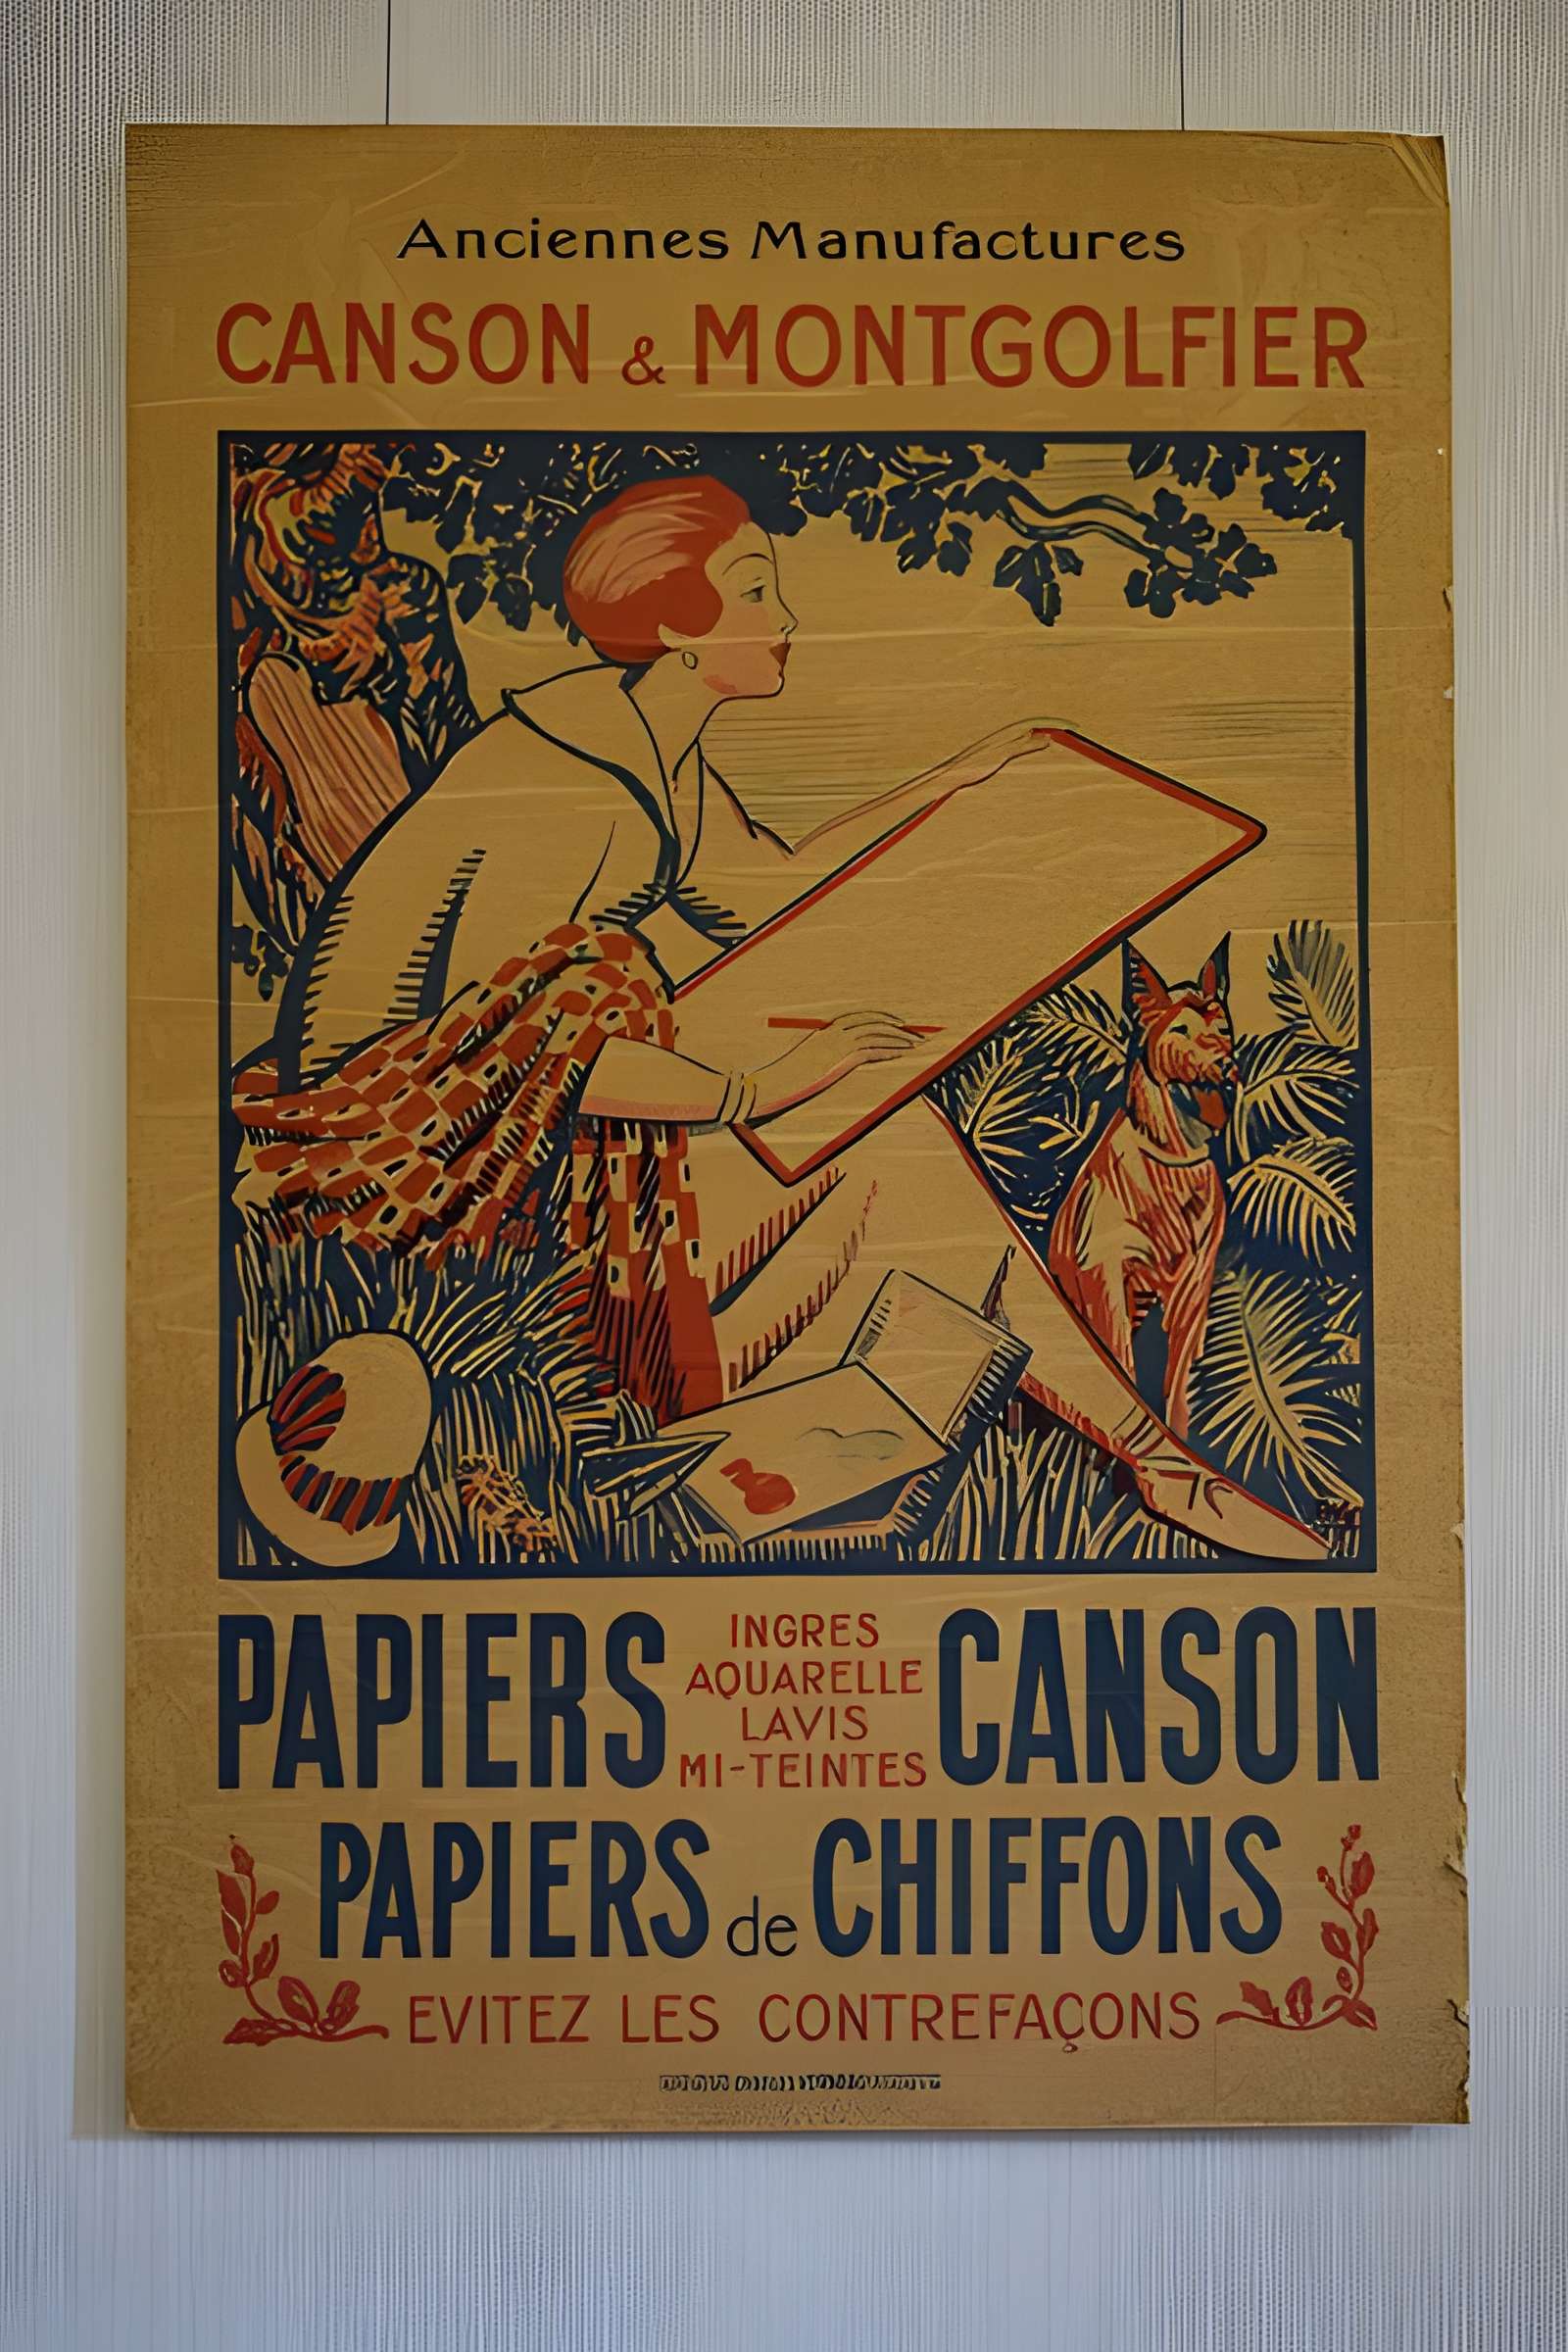 Anciennes Manufactures
CANSON & MONTGOLFIER
PAPIERS INGRES AQUARELLE LAVIS MI-TEINTES CANSON
PAPIERS de CHIFFONS
EVITEZ LES CONTREFAÇONS